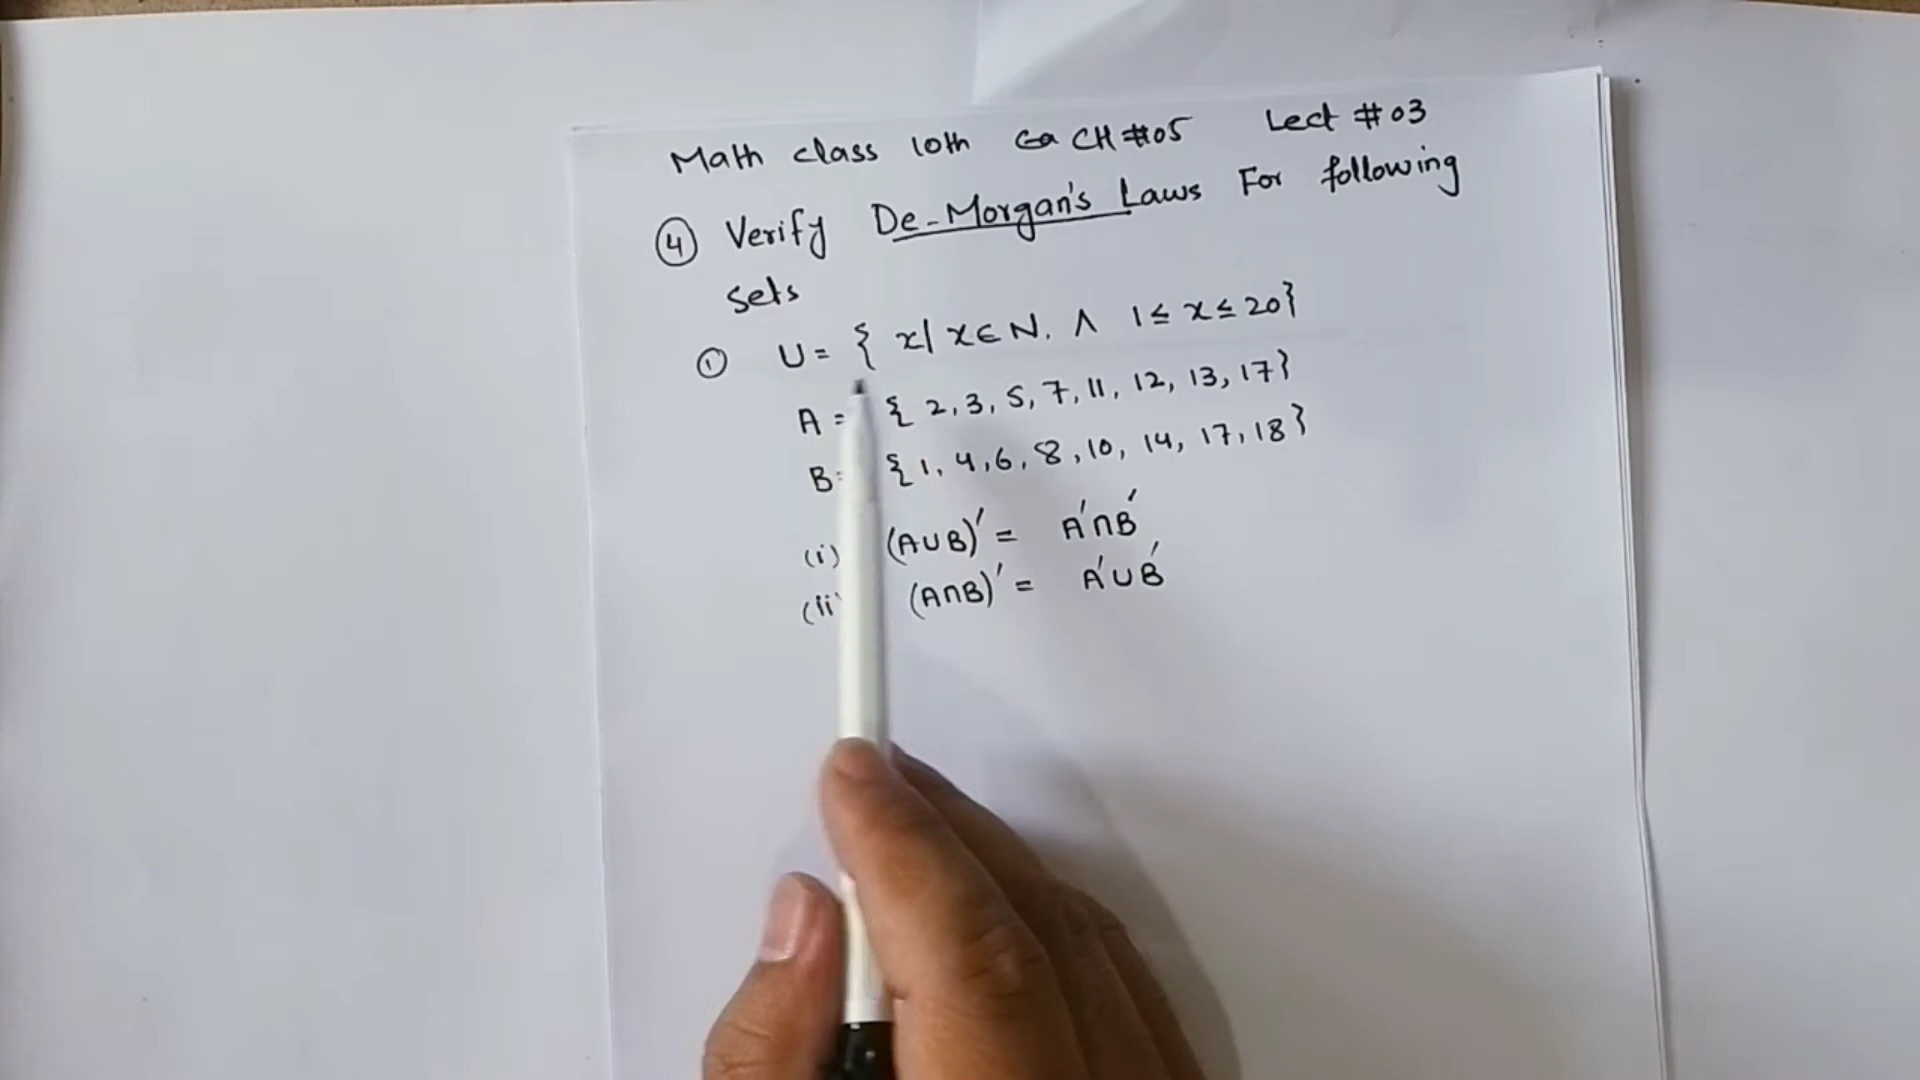 Math class 10th Ga CH#05 Lect #03
④ Verify De-Morgan's Laws For following
sets
① U = { x| x∈N. ∧ 1≤ x ≤ 20}
A = { 2, 3, 5, 7, 11, 12, 13, 17}
B = { 1, 4, 6, 8, 10, 14, 17, 18}
(i) (A∪B)' = A'∩B'
(ii) (A∩B)' = A'∪B'